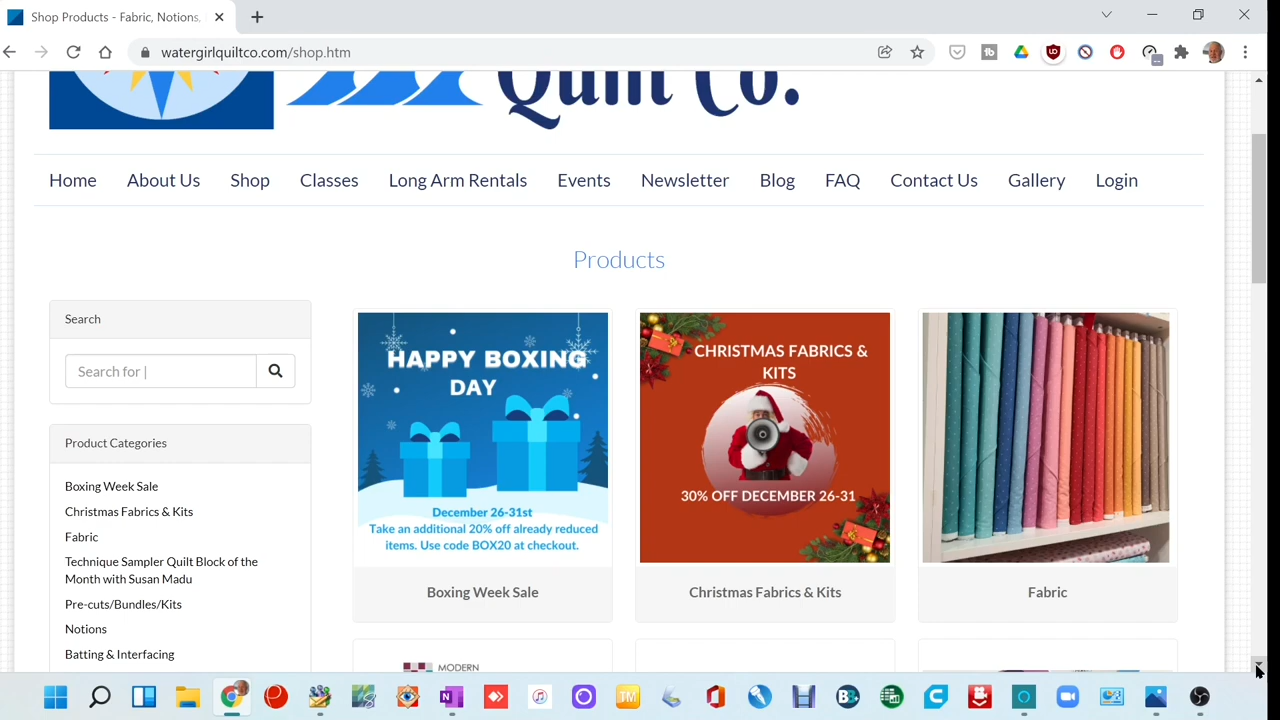 Shop Products - Fabric, Notions,
watergirlquiltco.com/shop.htm
Quilt Co.
Home About Us Shop Classes Long Arm Rentals Events Newsletter Blog FAQ Contact Us Gallery Login
Products
Search
Search for |
Product Categories
Boxing Week Sale
Christmas Fabrics & Kits
Fabric
Technique Sampler Quilt Block of the
Month with Susan Madu
Pre-cuts/Bundles/Kits
Notions
Batting & Interfacing
HAPPY BOXING
DAY
December 26-31st
Take an additional 20% off already reduced
items. Use code BOX20 at checkout.
Boxing Week Sale
CHRISTMAS FABRICS &
KITS
30% OFF DECEMBER 26-31
Christmas Fabrics & Kits
Fabric
MODERN